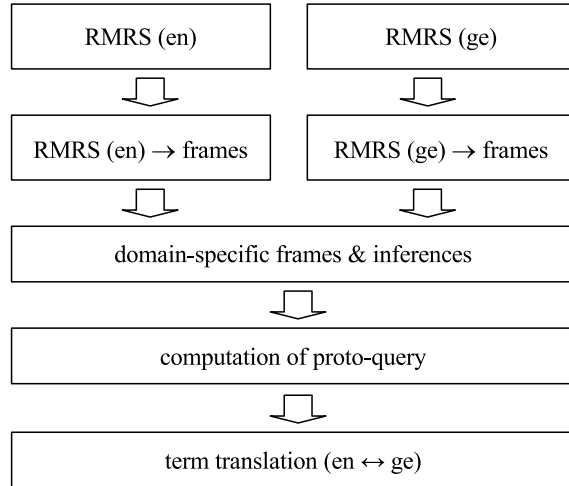 RMRS (en)
RMRS (ge)
RMRS (en) → frames
RMRS (ge) → frames
domain-specific frames & inferences
computation of proto-query
term translation (en ↔ ge)